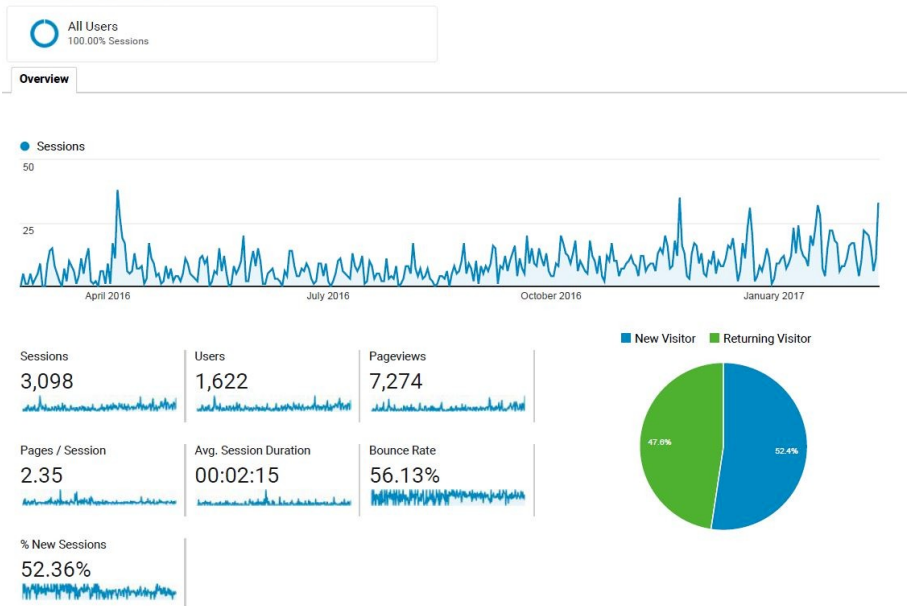 All Users
100.00% Sessions
Overview
Sessions
50
25
April 2016 July 2016 October 2016 January 2017
New Visitor Returning Visitor
Sessions Users Pageviews
3,098 1,622 7,274
47.6% 52.4%
Pages / Session Avg. Session Duration Bounce Rate
2.35 00:02:15 56.13%
% New Sessions
52.36%